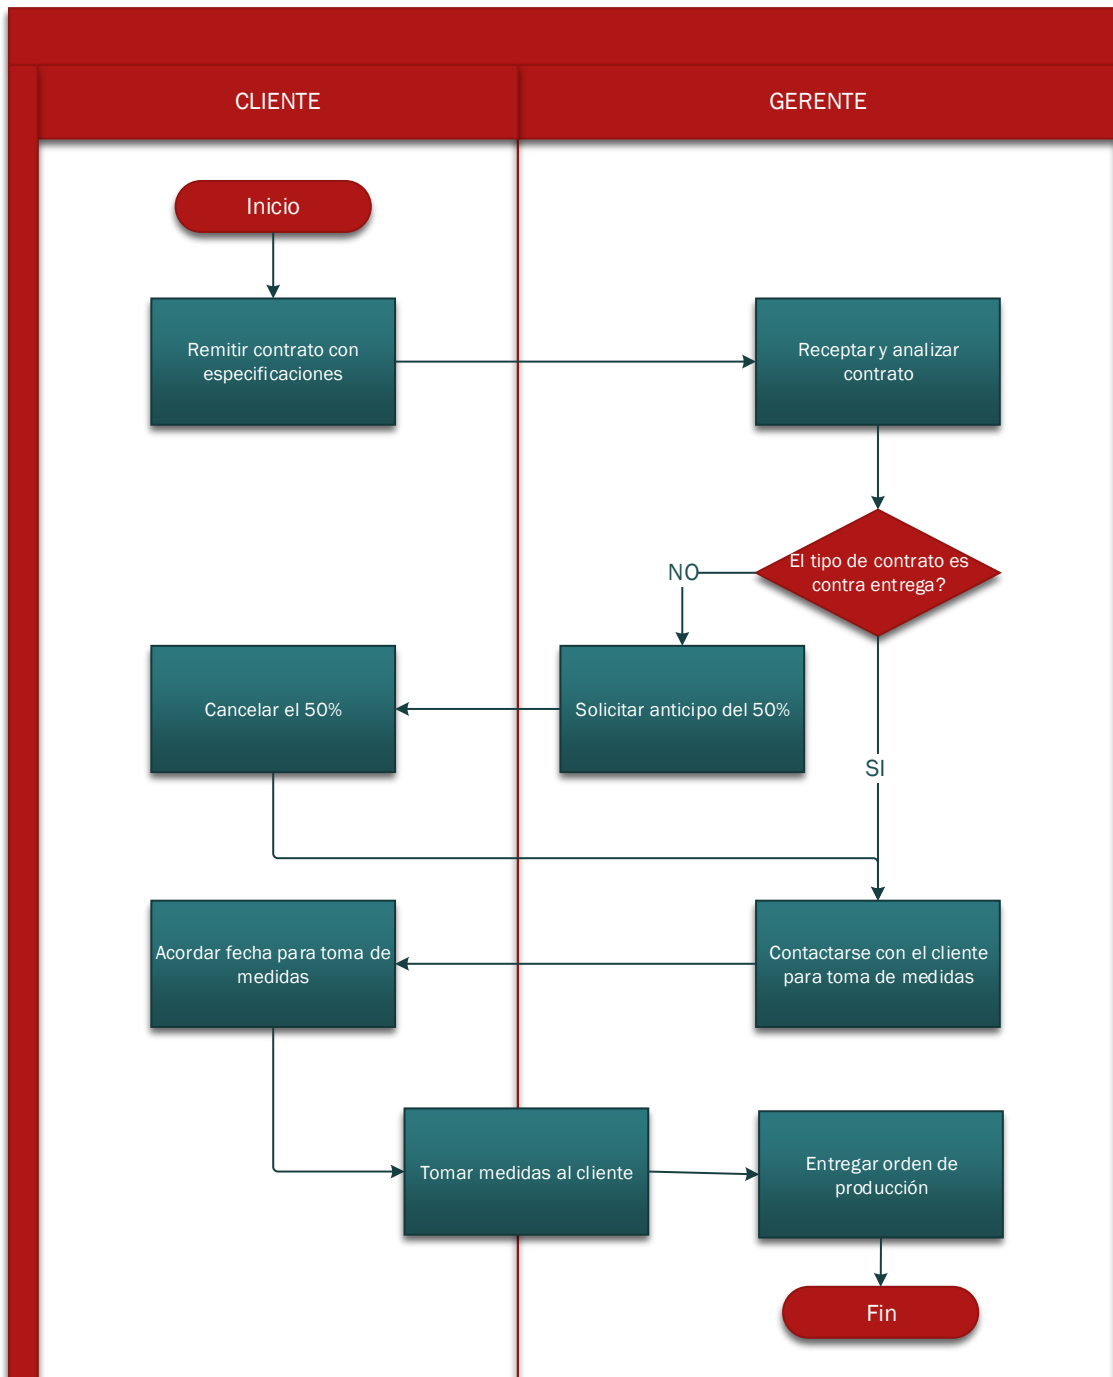 CLIENTE
GERENTE
Inicio
Remitir contrato con
especificaciones
Receptar y analizar
contrato
El tipo de contrato es
contra entrega?
NO
Cancelar el 50%
Solicitar anticipo del 50%
SI
Acordar fecha para toma de
medidas
Contactarse con el cliente
para toma de medidas
Tomar medidas al cliente
Entregar orden de
producción
Fin